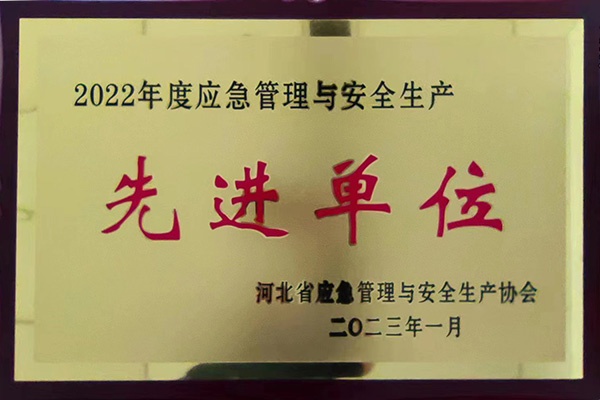 2022年度应急管理与安全生产
先进单位
河北省应急管理与安全生产协会
二〇二三年一月